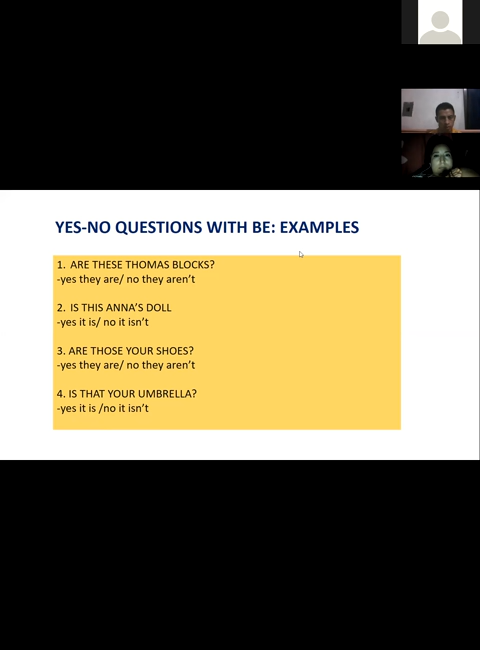 YES-NO QUESTIONS WITH BE: EXAMPLES
1. ARE THESE THOMAS BLOCKS?
-yes they are/ no they aren't
2. IS THIS ANNA'S DOLL
-yes it is/ no it isn't
3. ARE THOSE YOUR SHOES?
-yes they are/ no they aren't
4. IS THAT YOUR UMBRELLA?
-yes it is /no it isn't